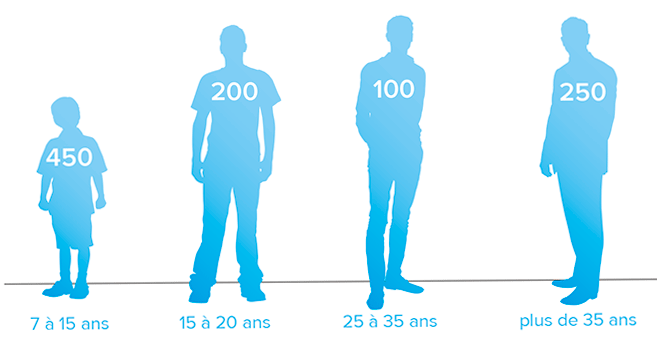 450
200
100
250
7 à 15 ans
15 à 20 ans
25 à 35 ans
plus de 35 ans